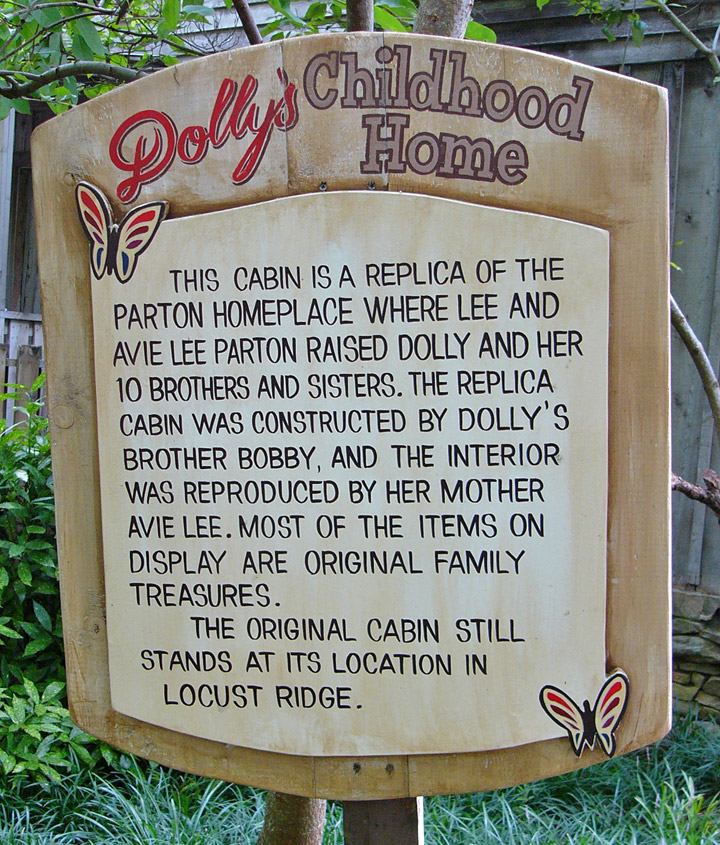 Dolly's Childhood
Home
THIS CABIN IS A REPLICA OF THE
PARTON HOMEPLACE WHERE LEE AND
AVIE LEE PARTON RAISED DOLLY AND HER
10 BROTHERS AND SISTERS. THE REPLICA
CABIN WAS CONSTRUCTED BY DOLLY'S
BROTHER BOBBY, AND THE INTERIOR
WAS REPRODUCED BY HER MOTHER
AVIE LEE. MOST OF THE ITEMS ON
DISPLAY ARE ORIGINAL FAMILY
TREASURES.
THE ORIGINAL CABIN STILL
STANDS AT ITS LOCATION IN
LOCUST RIDGE.